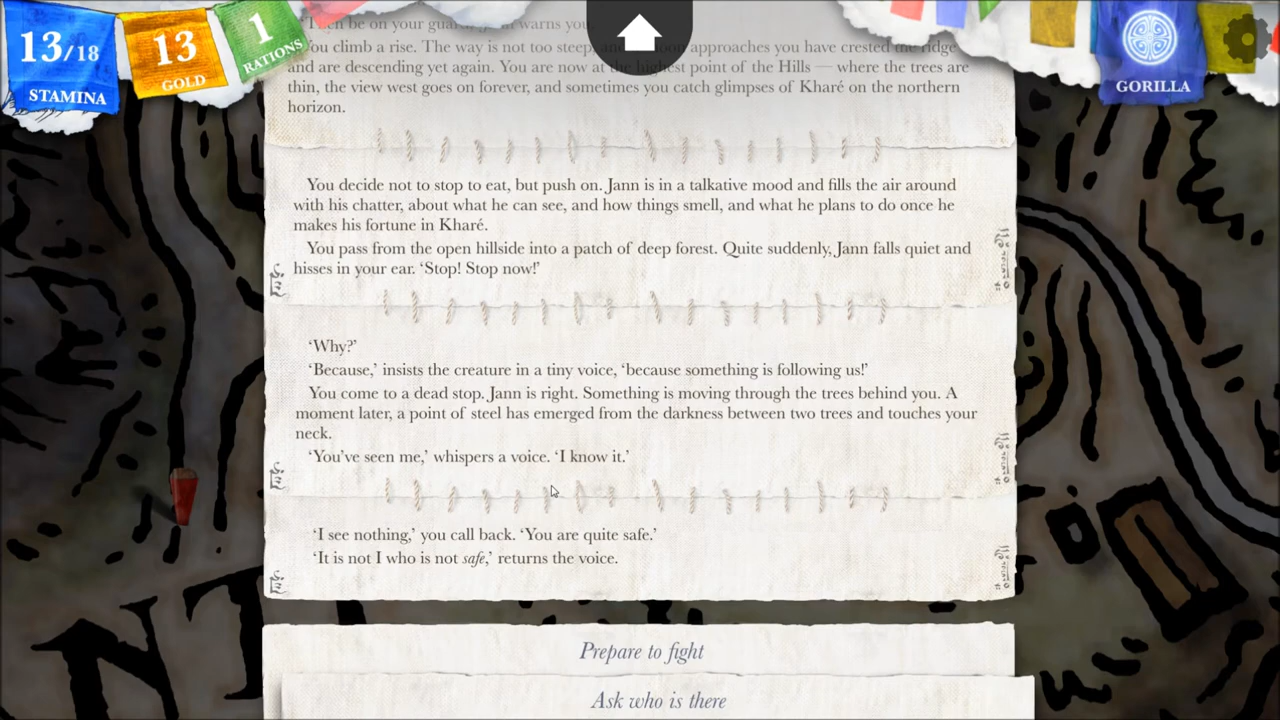 13/18
STAMINA
13
GOLD
1
RATIONS
GORILLA
be on your
warns you.
You climb a rise. The way is not too steep, and
approaches you have crested the ridge
and are descending yet again. You are now at the highest point of the Hills — where the trees are
thin, the view west goes on forever, and sometimes you catch glimpses of Kharé on the northern
horizon.
You decide not to stop to eat, but push on. Jann is in a talkative mood and fills the air around
with his chatter, about what he can see, and how things smell, and what he plans to do once he
makes his fortune in Kharé.
You pass from the open hillside into a patch of deep forest. Quite suddenly, Jann falls quiet and
hisses in your ear. ‘Stop! Stop now!’
‘Why?’
‘Because,’ insists the creature in a tiny voice, ‘because something is following us!’
You come to a dead stop. Jann is right. Something is moving through the trees behind you. A
moment later, a point of steel has emerged from the darkness between two trees and touches your
neck.
‘You’ve seen me,’ whispers a voice. ‘I know it.’
‘I see nothing,’ you call back. ‘You are quite safe.’
‘It is not I who is not safe,’ returns the voice.
Prepare to fight
Ask who is there